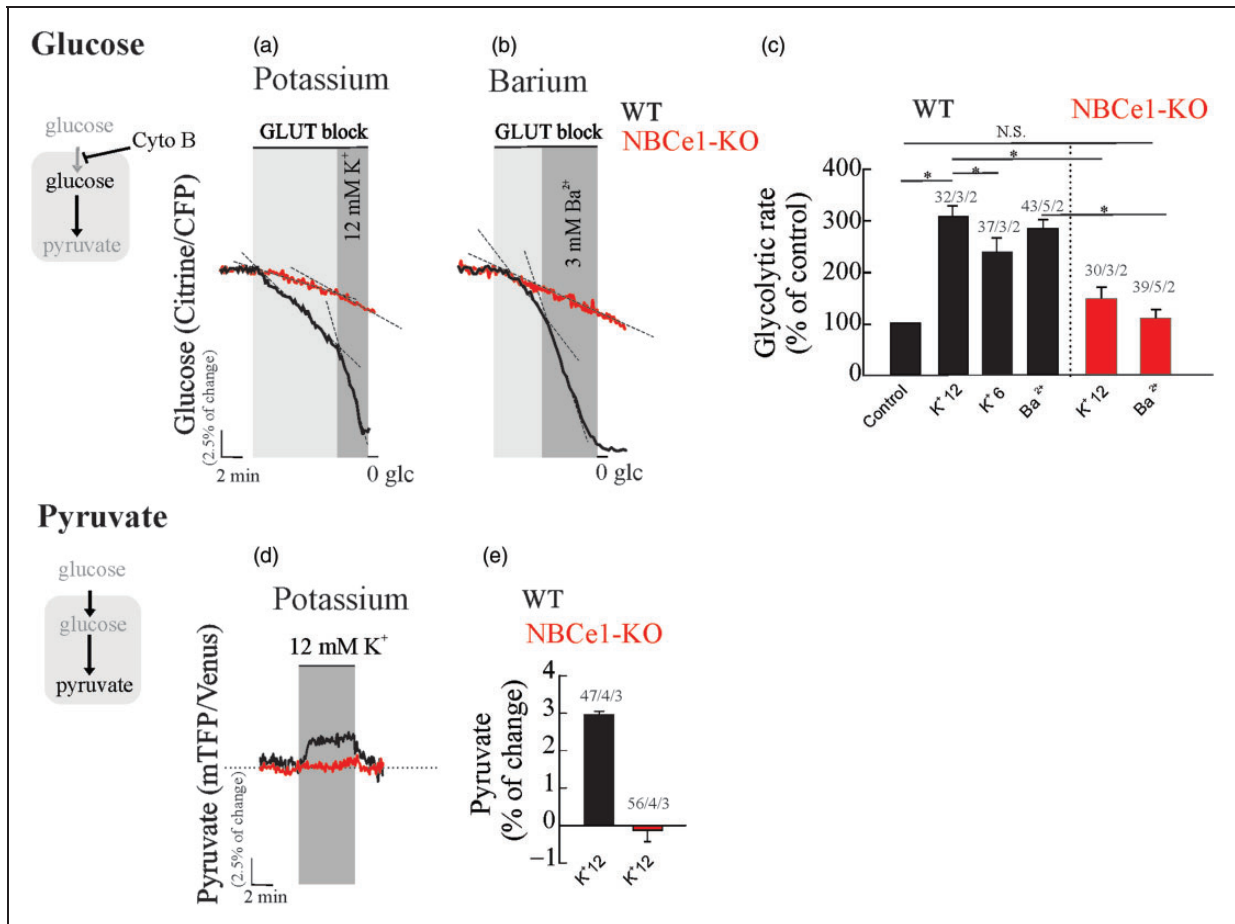 Glucose
(a)
Potassium
(b)
Barium
(c)
WT
NBCe1-KO
WT
NBCe1-KO
glucose
Cyto B
glucose
pyruvate
GLUT block
GLUT block
12 mM K⁺
3 mM Ba²⁺
Glucose (Citrine/CFP)
(2.5% of change)
2 min
0 glc
0 glc
N.S.
*
*
*
*
32/3/2
37/3/2
43/5/2
30/3/2
39/5/2
Glycolytic rate
(% of control)
400
300
200
100
0
Control
K⁺12
K⁺6
Ba²⁺
K⁺12
Ba²⁺
Pyruvate
glucose
glucose
pyruvate
(d)
Potassium
12 mM K⁺
Pyruvate (mTFP/Venus)
(2.5% of change)
2 min
(e)
WT
NBCe1-KO
Pyruvate
(% of change)
4
3
2
1
0
−1
47/4/3
56/4/3
K⁺12
K⁺12